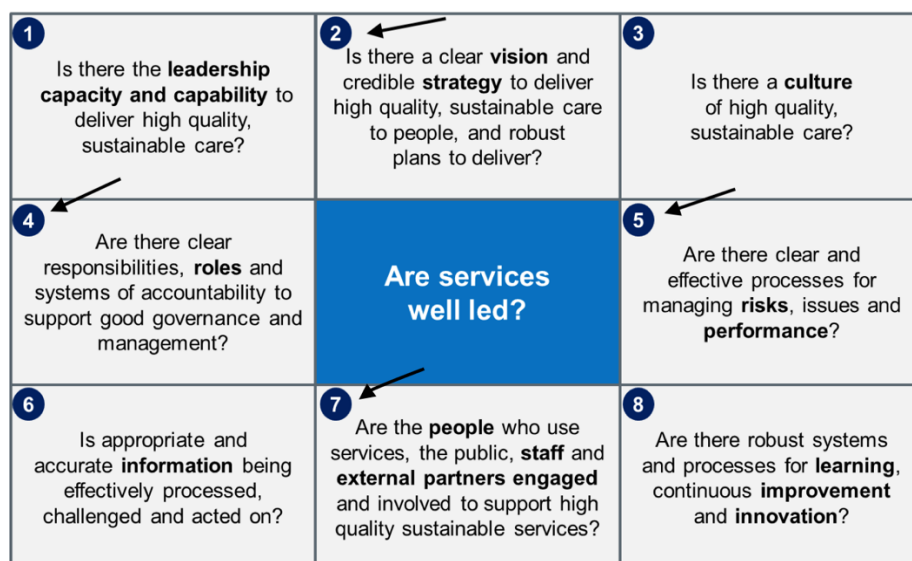 1
Is there the leadership
capacity and capability to
deliver high quality,
sustainable care?
2
Is there a clear vision and
credible strategy to deliver
high quality, sustainable care
to people, and robust
plans to deliver?
3
Is there a culture
of high quality,
sustainable care?
4
Are there clear
responsibilities, roles and
systems of accountability to
support good governance and
management?
Are services
well led?
5
Are there clear and
effective processes for
managing risks, issues and
performance?
6
Is appropriate and
accurate information being
effectively processed,
challenged and acted on?
7
Are the people who use
services, the public, staff and
external partners engaged
and involved to support high
quality sustainable services?
8
Are there robust systems
and processes for learning,
continuous improvement
and innovation?